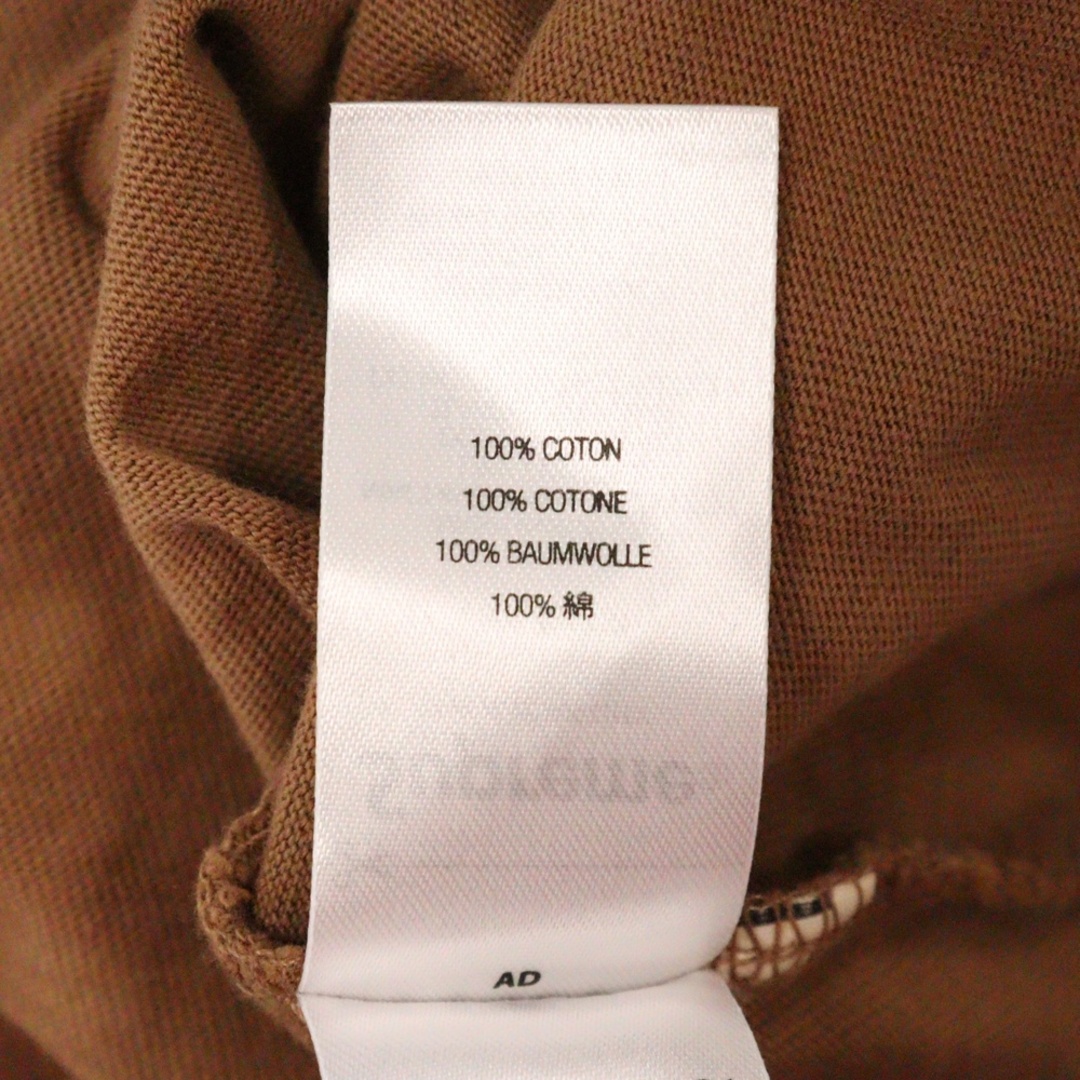 100% COTON
100% COTONE
100% BAUMWOLLE
100% 綿
AD